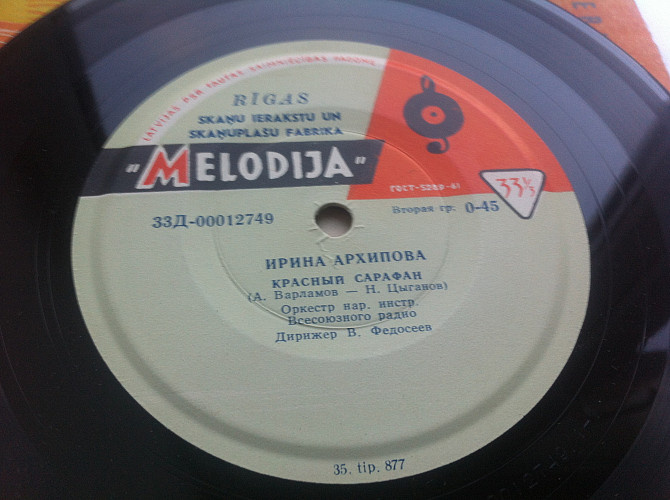 LATVIJAS PSR TAUTAS SAIMNIECĪBAS PADOME
RĪGAS
SKAŅU IERAKSTU UN
SKAŅUPLAŠU FABRIKA
"MELODIJA"
ГОСТ-5289-61
33⅓
33Д-00012749
Вторая гр. 0-45
ИРИНА АРХИПОВА
КРАСНЫЙ САРАФАН
(А. Варламов — Н. Цыганов)
Оркестр нар. инстр.
Всесоюзного радио
Дирижер В. Федосеев
35. tip. 877